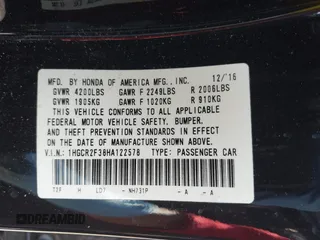 MFD. BY HONDA OF AMERICA MFG., INC. 12/16
GVWR 4200LBS GAWR F 2249LBS R 2006LBS
GVWR 1905KG GAWR F 1020KG R 910KG
THIS VEHICLE CONFORMS TO ALL APPLICABLE
FEDERAL MOTOR VEHICLE SAFETY, BUMPER,
AND THEFT PREVENTION STANDARDS IN EFFECT ON
THE DATE OF MANUFACTURE SHOWN ABOVE.
V.I.N.: 1HGCR2F38HA122578 TYPE: PASSENGER CAR
H LD7 - NH731P - A - A
DREAMBID